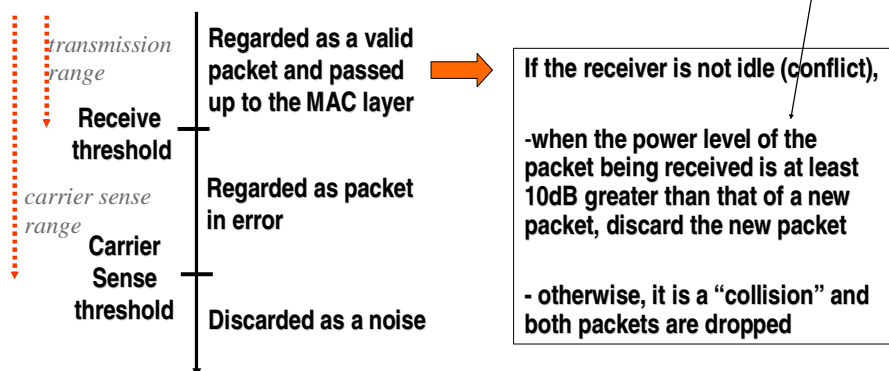 transmission
range
Regarded as a valid
packet and passed
up to the MAC layer
Receive
threshold
carrier sense
range
Regarded as packet
in error
Carrier
Sense
threshold
Discarded as a noise
If the receiver is not idle (conflict),
-when the power level of the
packet being received is at least
10dB greater than that of a new
packet, discard the new packet
- otherwise, it is a “collision” and
both packets are dropped